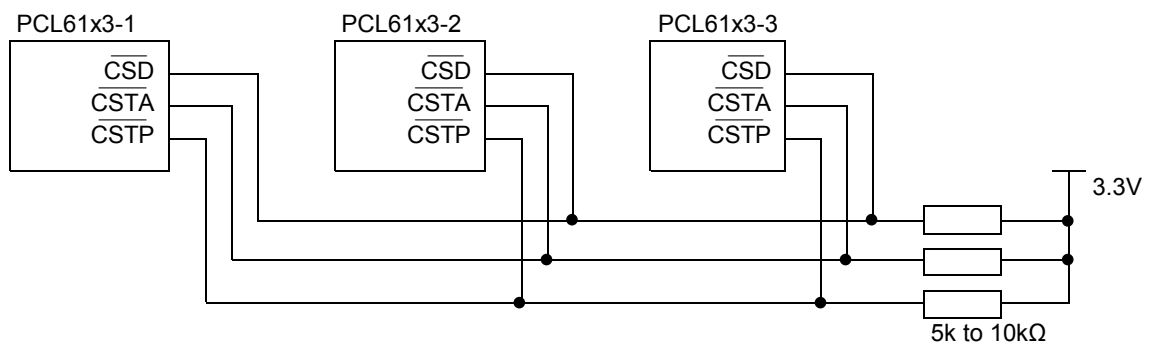 PCL61x3-1
PCL61x3-2
PCL61x3-3
CSD
CSTA
CSTP
CSD
CSTA
CSTP
CSD
CSTA
CSTP
3.3V
5k to 10kΩ